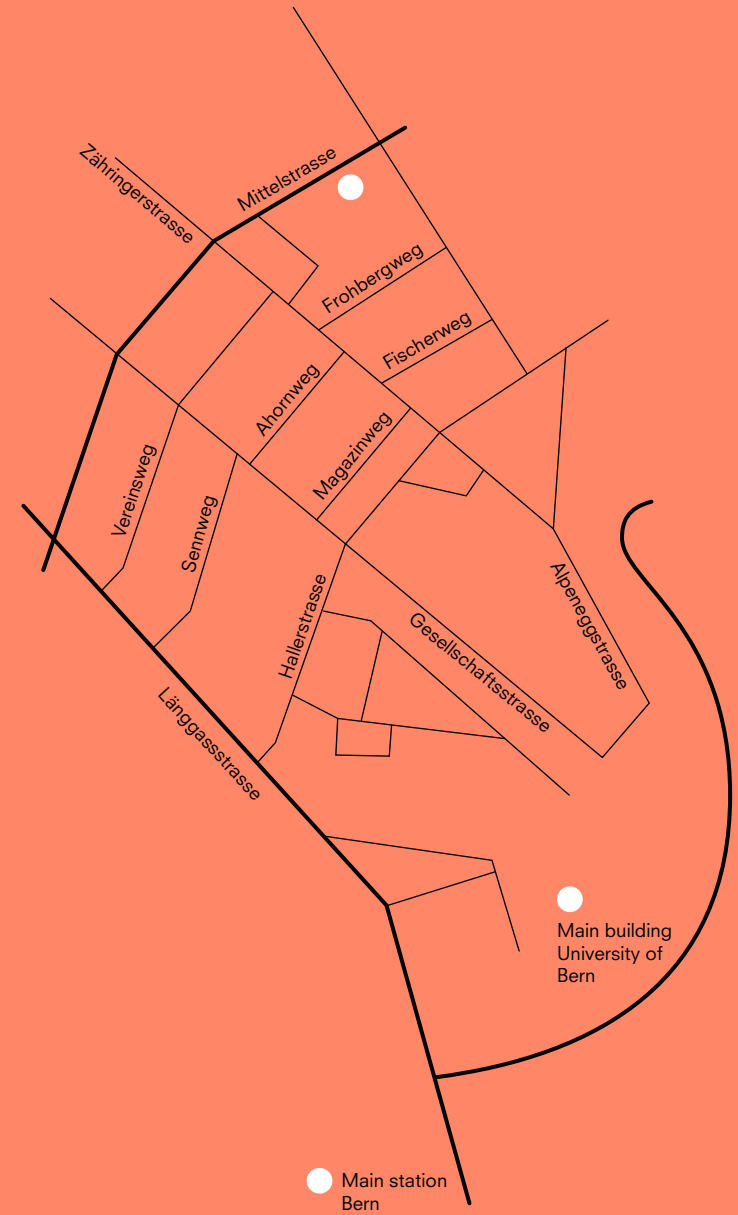 Zähringerstrasse
Mittelstrasse
Frohbergweg
Fischerweg
Ahornweg
Magazinweg
Vereinsweg
Sennweg
Hallerstrasse
Alpeneggstrasse
Gesellschaftsstrasse
Länggassstrasse
Main building
University of
Bern
Main station
Bern